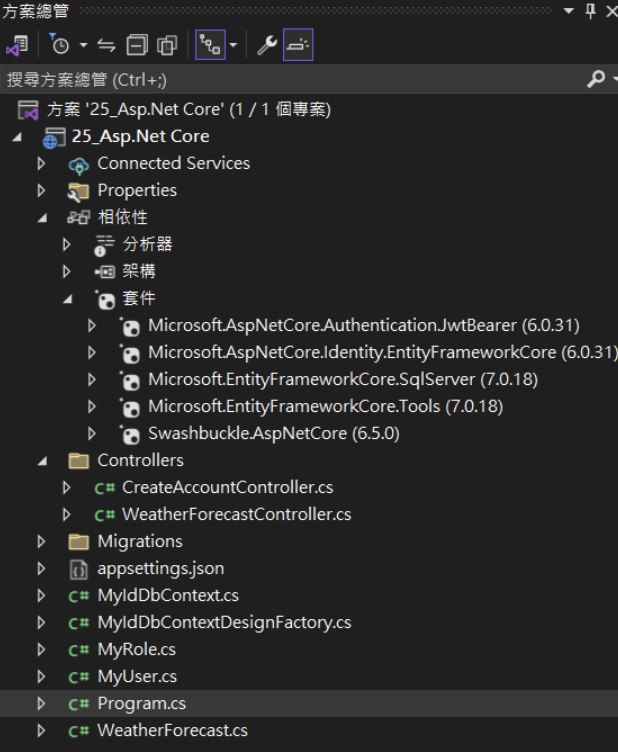 方案總管
搜尋方案總管 (Ctrl+;)
方案 '25_Asp.Net Core' (1 / 1 個專案)
25_Asp.Net Core
Connected Services
Properties
相依性
分析器
架構
套件
Microsoft.AspNetCore.Authentication.JwtBearer (6.0.31)
Microsoft.AspNetCore.Identity.EntityFrameworkCore (6.0.31)
Microsoft.EntityFrameworkCore.SqlServer (7.0.18)
Microsoft.EntityFrameworkCore.Tools (7.0.18)
Swashbuckle.AspNetCore (6.5.0)
Controllers
C# CreateAccountController.cs
C# WeatherForecastController.cs
Migrations
appsettings.json
C# MyIdDbContext.cs
C# MyIdDbContextDesignFactory.cs
C# MyRole.cs
C# MyUser.cs
C# Program.cs
C# WeatherForecast.cs